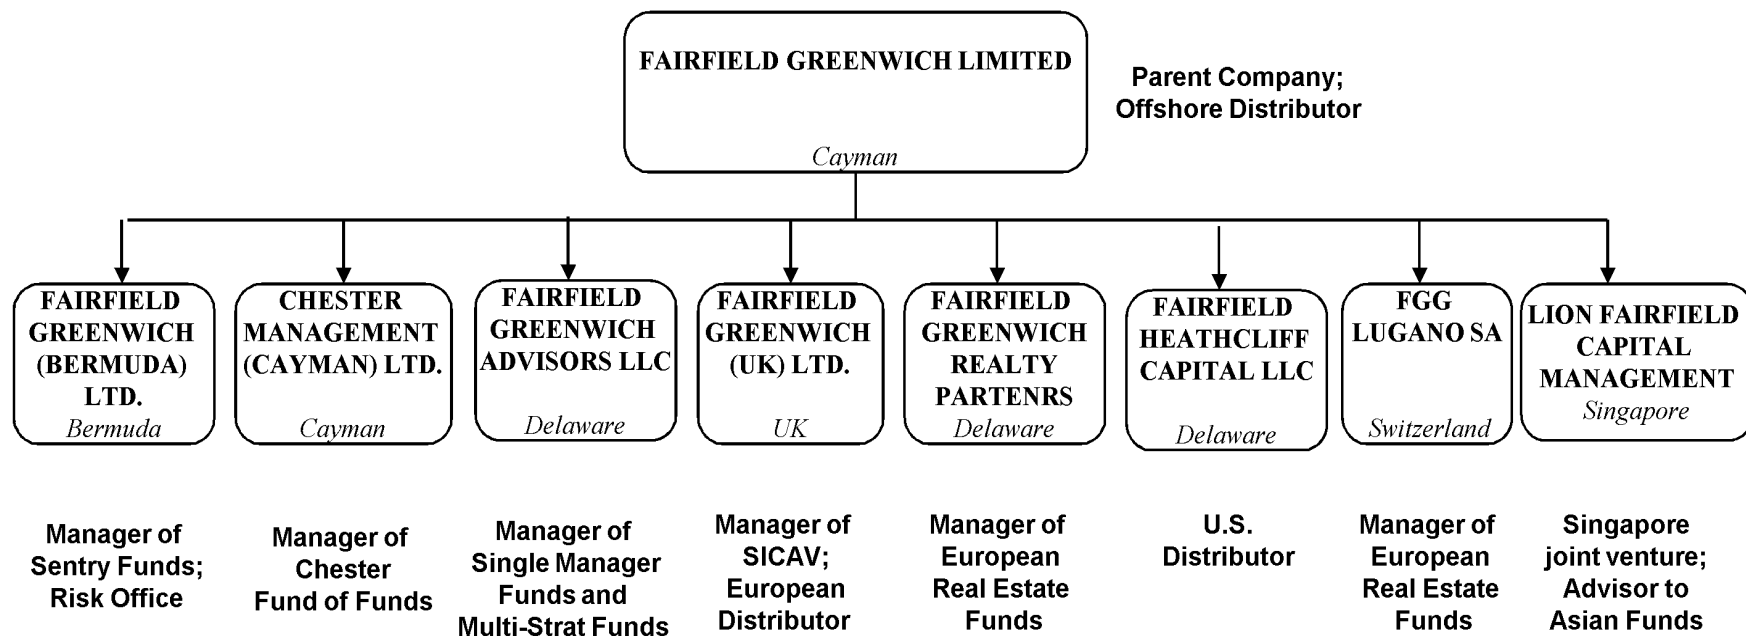 FAIRFIELD GREENWICH LIMITED
Cayman
Parent Company;
Offshore Distributor
FAIRFIELD
GREENWICH
(BERMUDA)
LTD.
Bermuda
CHESTER
MANAGEMENT
(CAYMAN) LTD.
Cayman
FAIRFIELD
GREENWICH
ADVISORS LLC
Delaware
FAIRFIELD
GREENWICH
(UK) LTD.
UK
FAIRFIELD
GREENWICH
REALTY
PARTENRS
Delaware
FAIRFIELD
HEATHCLIFF
CAPITAL LLC
Delaware
FGG
LUGANO SA
Switzerland
LION FAIRFIELD
CAPITAL
MANAGEMENT
Singapore
Manager of
Sentry Funds;
Risk Office
Manager of
Chester
Fund of Funds
Manager of
Single Manager
Funds and
Multi-Strat Funds
Manager of
SICAV;
European
Distributor
Manager of
European
Real Estate
Funds
U.S.
Distributor
Manager of
European
Real Estate
Funds
Singapore
joint venture;
Advisor to
Asian Funds